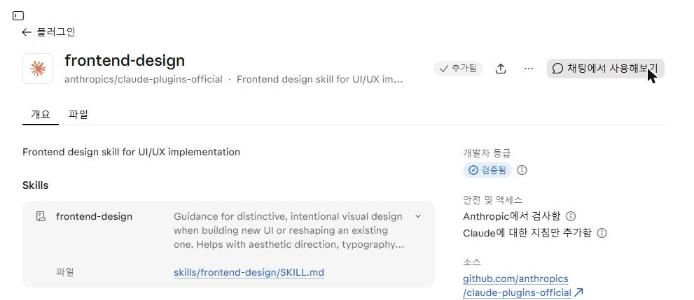 플러그인
frontend-design
anthropics/claude-plugins-official · Frontend design skill for UI/UX im...
추가됨
채팅에서 사용해보기
개요 파일
Frontend design skill for UI/UX implementation
Skills
frontend-design
Guidance for distinctive, intentional visual design
when building new UI or reshaping an existing
one. Helps with aesthetic direction, typography...
파일
skills/frontend-design/SKILL.md
개발자 등급
검증됨
안전 및 액세스
Anthropic에서 검사함
Claude에 대한 지침만 추가함
소스
github.com/anthropics
/claude-plugins-official